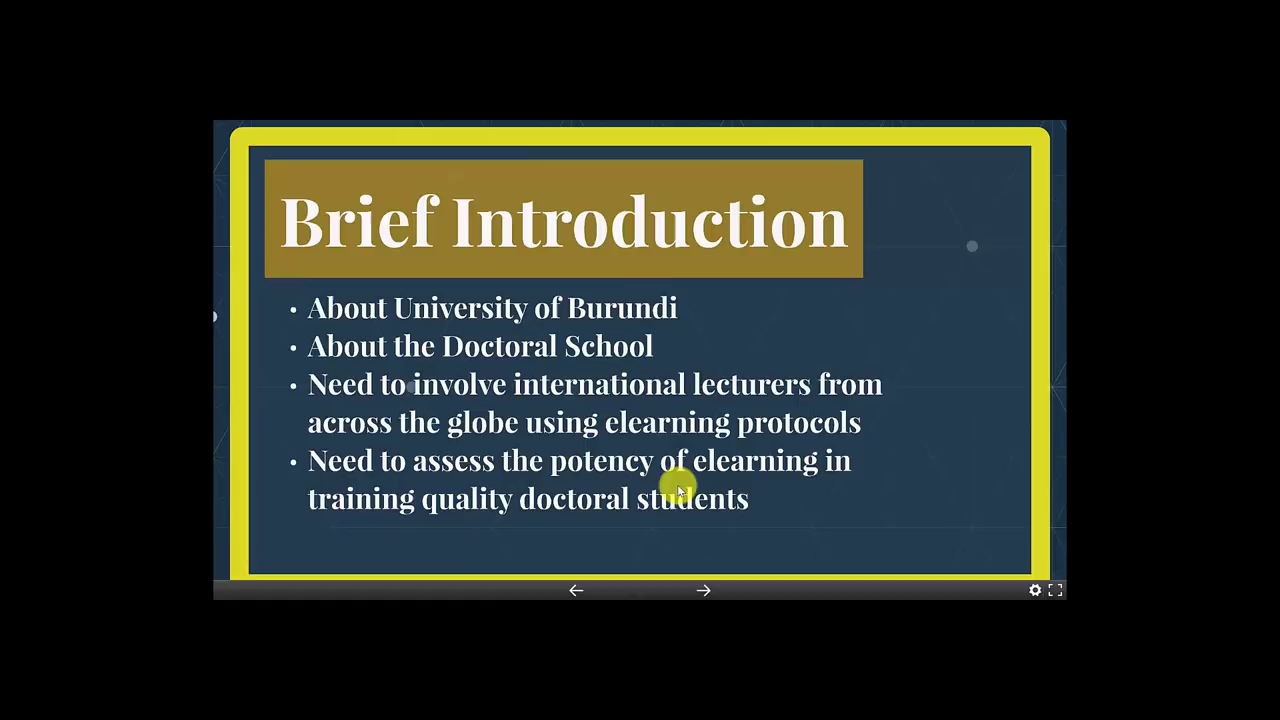 Brief Introduction
• About University of Burundi
• About the Doctoral School
• Need to involve international lecturers from
across the globe using elearning protocols
• Need to assess the potency of elearning in
training quality doctoral students